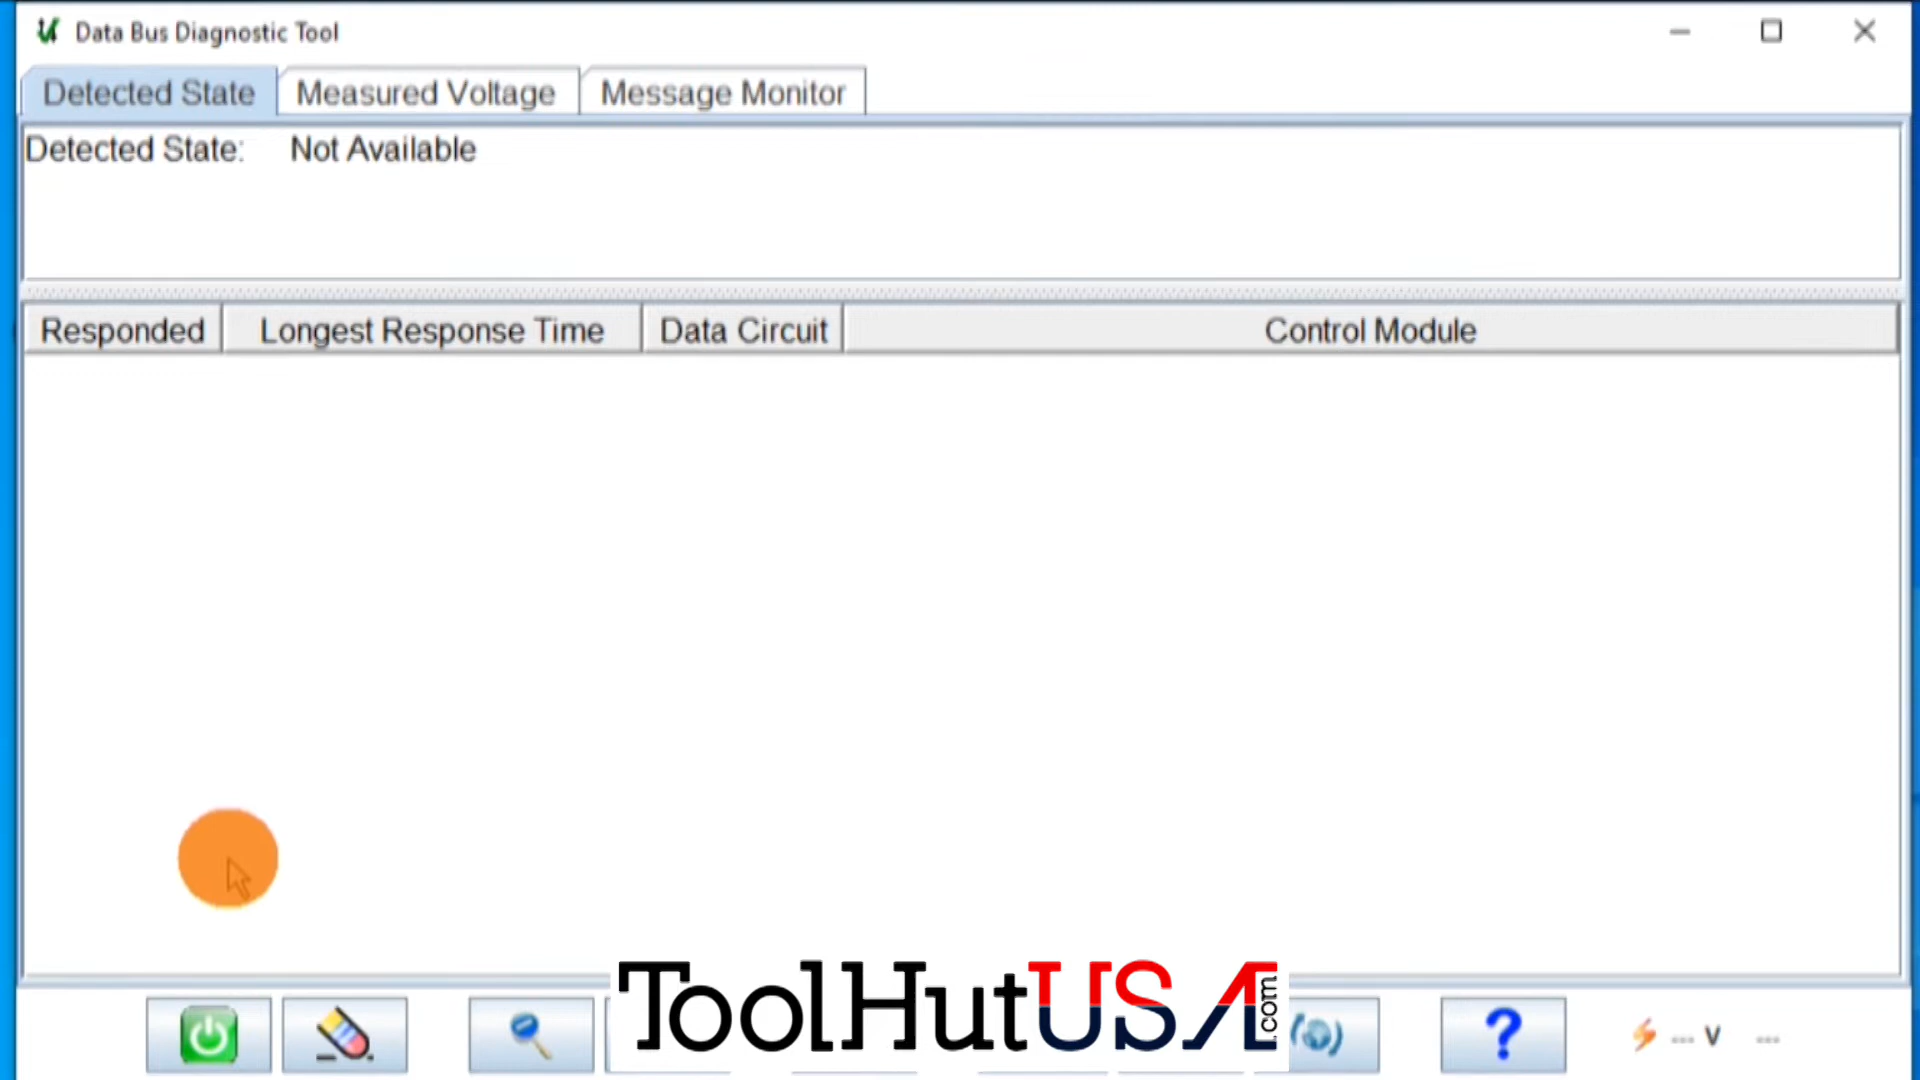 Data Bus Diagnostic Tool
Detected State
Measured Voltage
Message Monitor
Detected State: Not Available
Responded
Longest Response Time
Data Circuit
Control Module
ToolHutUSA.com
?
--- V ---